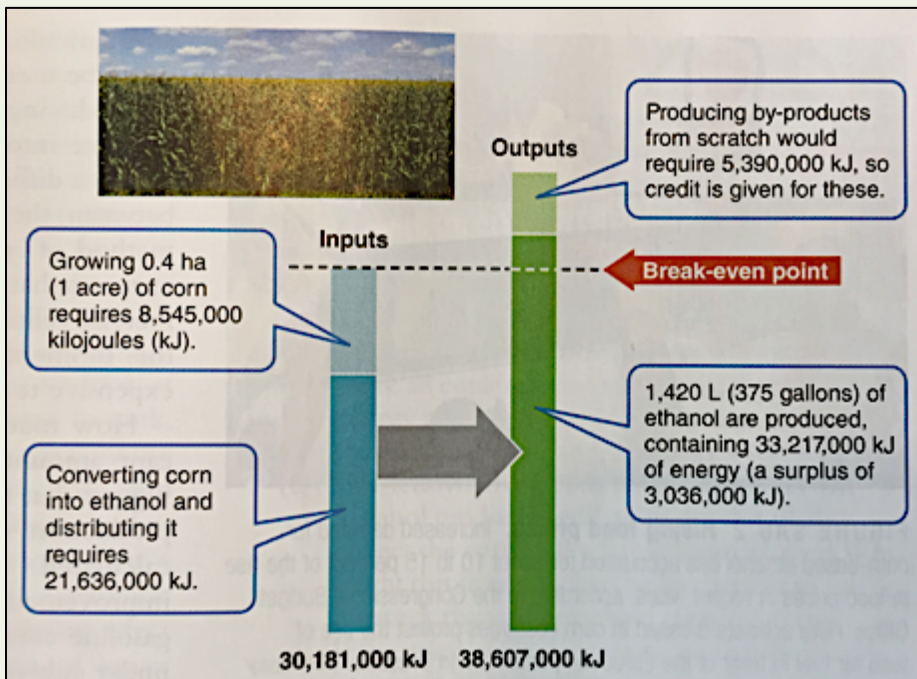 Outputs
Producing by-products
from scratch would
require 5,390,000 kJ, so
credit is given for these.
Inputs
Growing 0.4 ha
(1 acre) of corn
requires 8,545,000
kilojoules (kJ).
Break-even point
1,420 L (375 gallons) of
ethanol are produced,
containing 33,217,000 kJ
of energy (a surplus of
3,036,000 kJ).
Converting corn
into ethanol and
distributing it
requires
21,636,000 kJ.
30,181,000 kJ 38,607,000 kJ